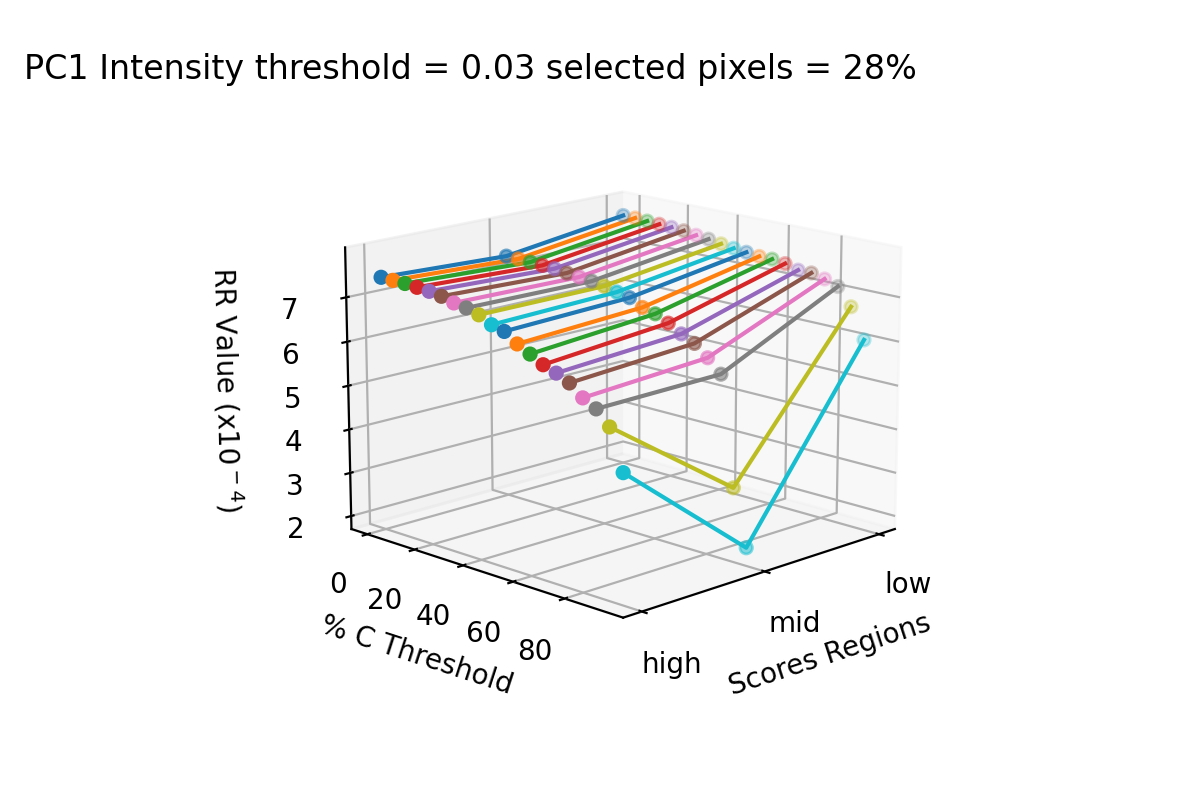 PC1 Intensity threshold = 0.03 selected pixels = 28%
RR Value (x10⁻⁴)
7
6
5
4
3
2
0
20
40
60
80
% C Threshold
high
mid
low
Scores Regions